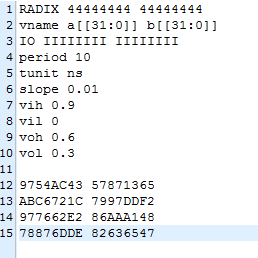 1 RADIX 44444444 44444444
2 vname a[[31:0]] b[[31:0]]
3 IO IIIIIIII IIIIIIII
4 period 10
5 tunit ns
6 slope 0.01
7 vih 0.9
8 vil 0
9 voh 0.6
10 vol 0.3
11
12 9754AC43 57871365
13 ABC6721C 7997DDF2
14 977662E2 86AAA148
15 78876DDE 82636547